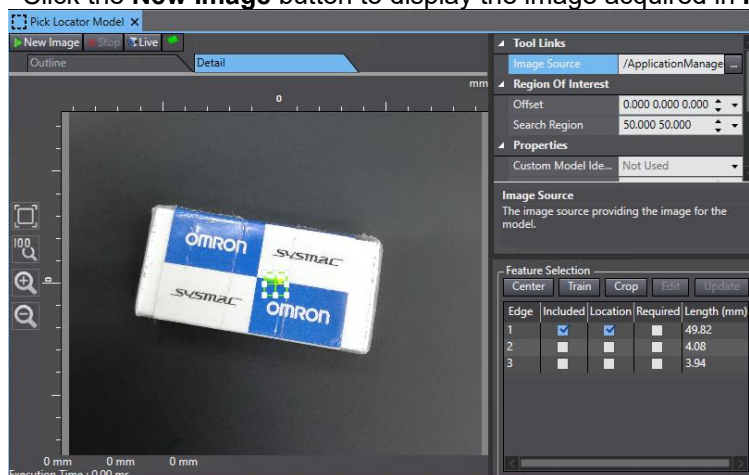 Click the New Image button to display the image acquired in
Pick Locator Model
New Image Stop Live
Outline Detail
mm
0
0
OMRON SYSMAC
SYSMAC OMRON
0 mm 0 mm 0 mm
Execution Time : 0.00 ms
Tool Links
Image Source /ApplicationManage ...
Region Of Interest
Offset 0.000 0.000 0.000
Search Region 50.000 50.000
Properties
Custom Model Ide... Not Used
Image Source
The image source providing the image for the
model.
Feature Selection
Center Train Crop Edit Update
Edge Included Location Required Length (mm)
1 49.82
2 4.08
3 3.94